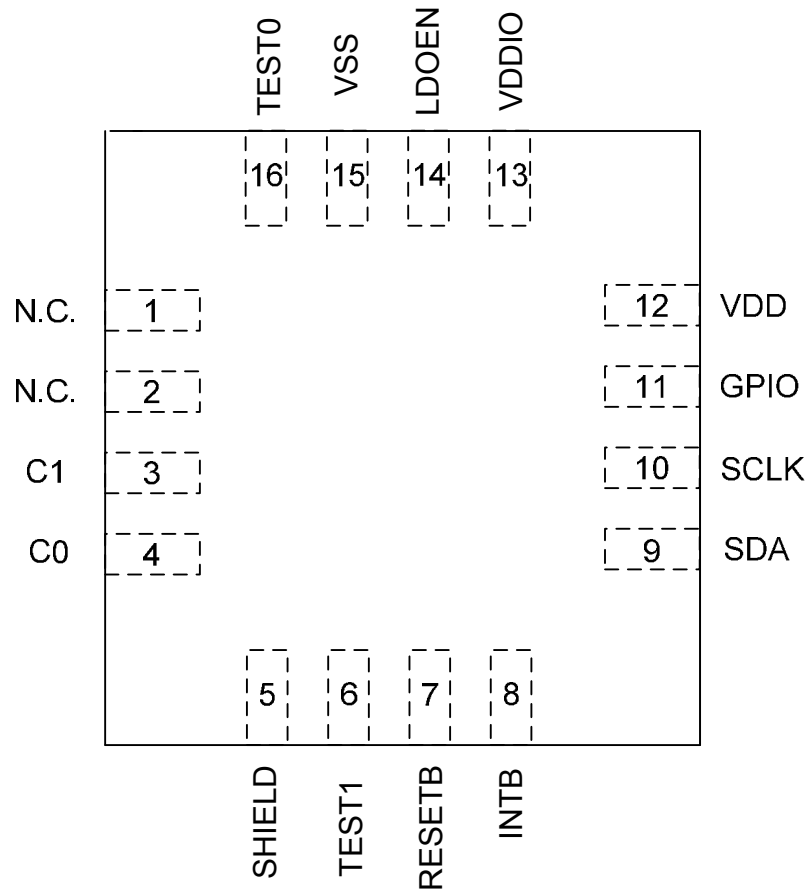 TEST0
VSS
LDOEN
VDDIO
16
15
14
13
N.C.
1
N.C.
2
C1
3
C0
4
12
VDD
11
GPIO
10
SCLK
9
SDA
5
6
7
8
SHIELD
TEST1
RESETB
INTB